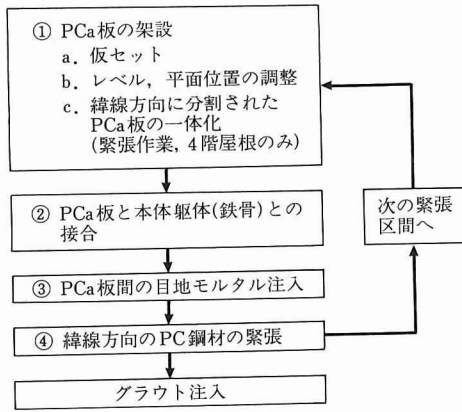 ① PCa板の架設
a. 仮セット
b. レベル, 平面位置の調整
c. 緯線方向に分割された
PCa板の一体化
(緊張作業, 4階屋根のみ)
② PCa板と本体躯体(鉄骨)との
接合
次の緊張
区間へ
③ PCa板間の目地モルタル注入
④ 緯線方向のPC鋼材の緊張
グラウト注入